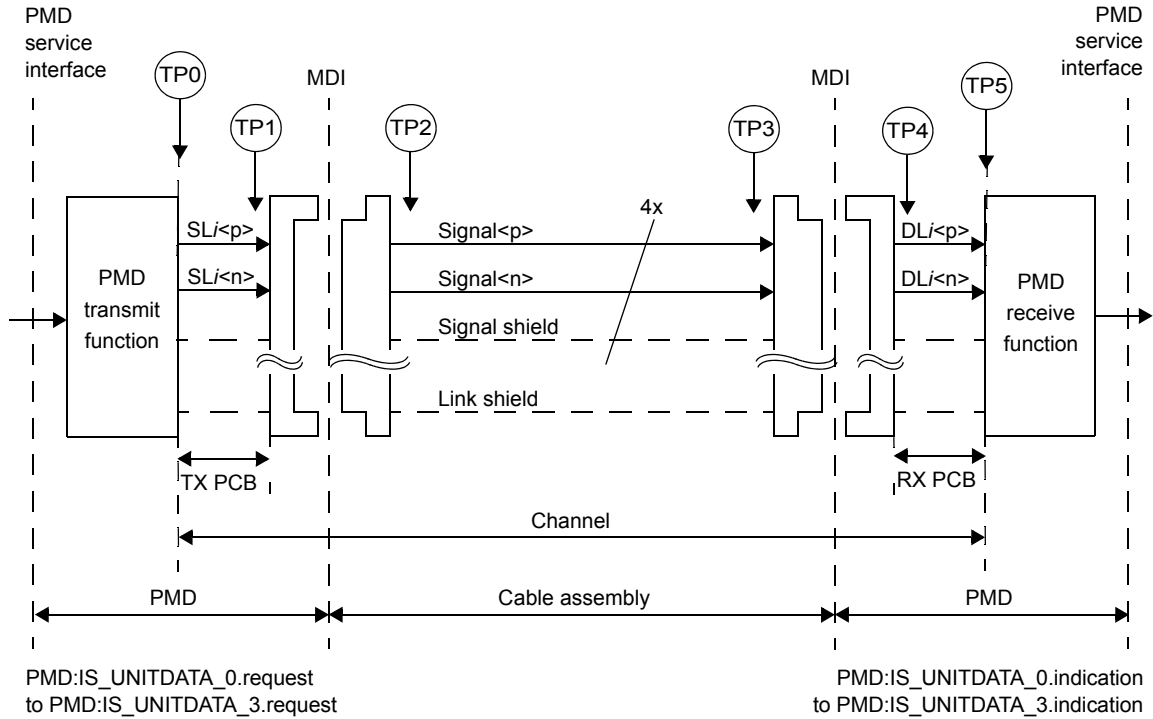 PMD
service
interface
PMD
service
interface
TP0
TP5
MDI
MDI
TP1
TP2
TP3
TP4
4x
SLi<p>
Signal<p>
DLi<p>
SLi<n>
Signal<n>
DLi<n>
PMD
transmit
function
PMD
receive
function
Signal shield
Link shield
TX PCB
RX PCB
Channel
PMD
Cable assembly
PMD
PMD:IS_UNITDATA_0.request
to PMD:IS_UNITDATA_3.request
PMD:IS_UNITDATA_0.indication
to PMD:IS_UNITDATA_3.indication